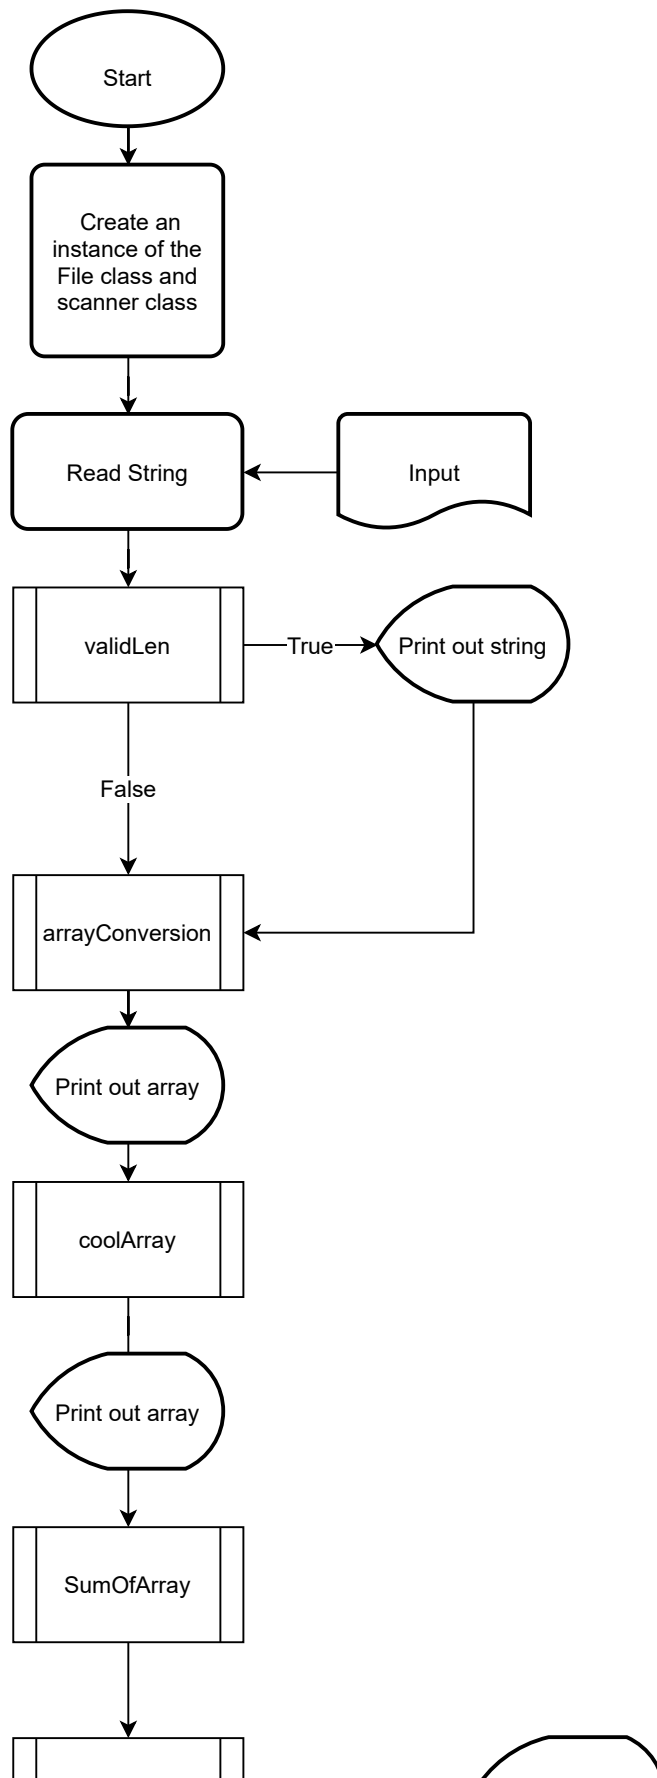 Start
Create an
instance of the
File class and
scanner class
Read String
Input
validLen
True
Print out string
False
arrayConversion
Print out array
coolArray
Print out array
SumOfArray